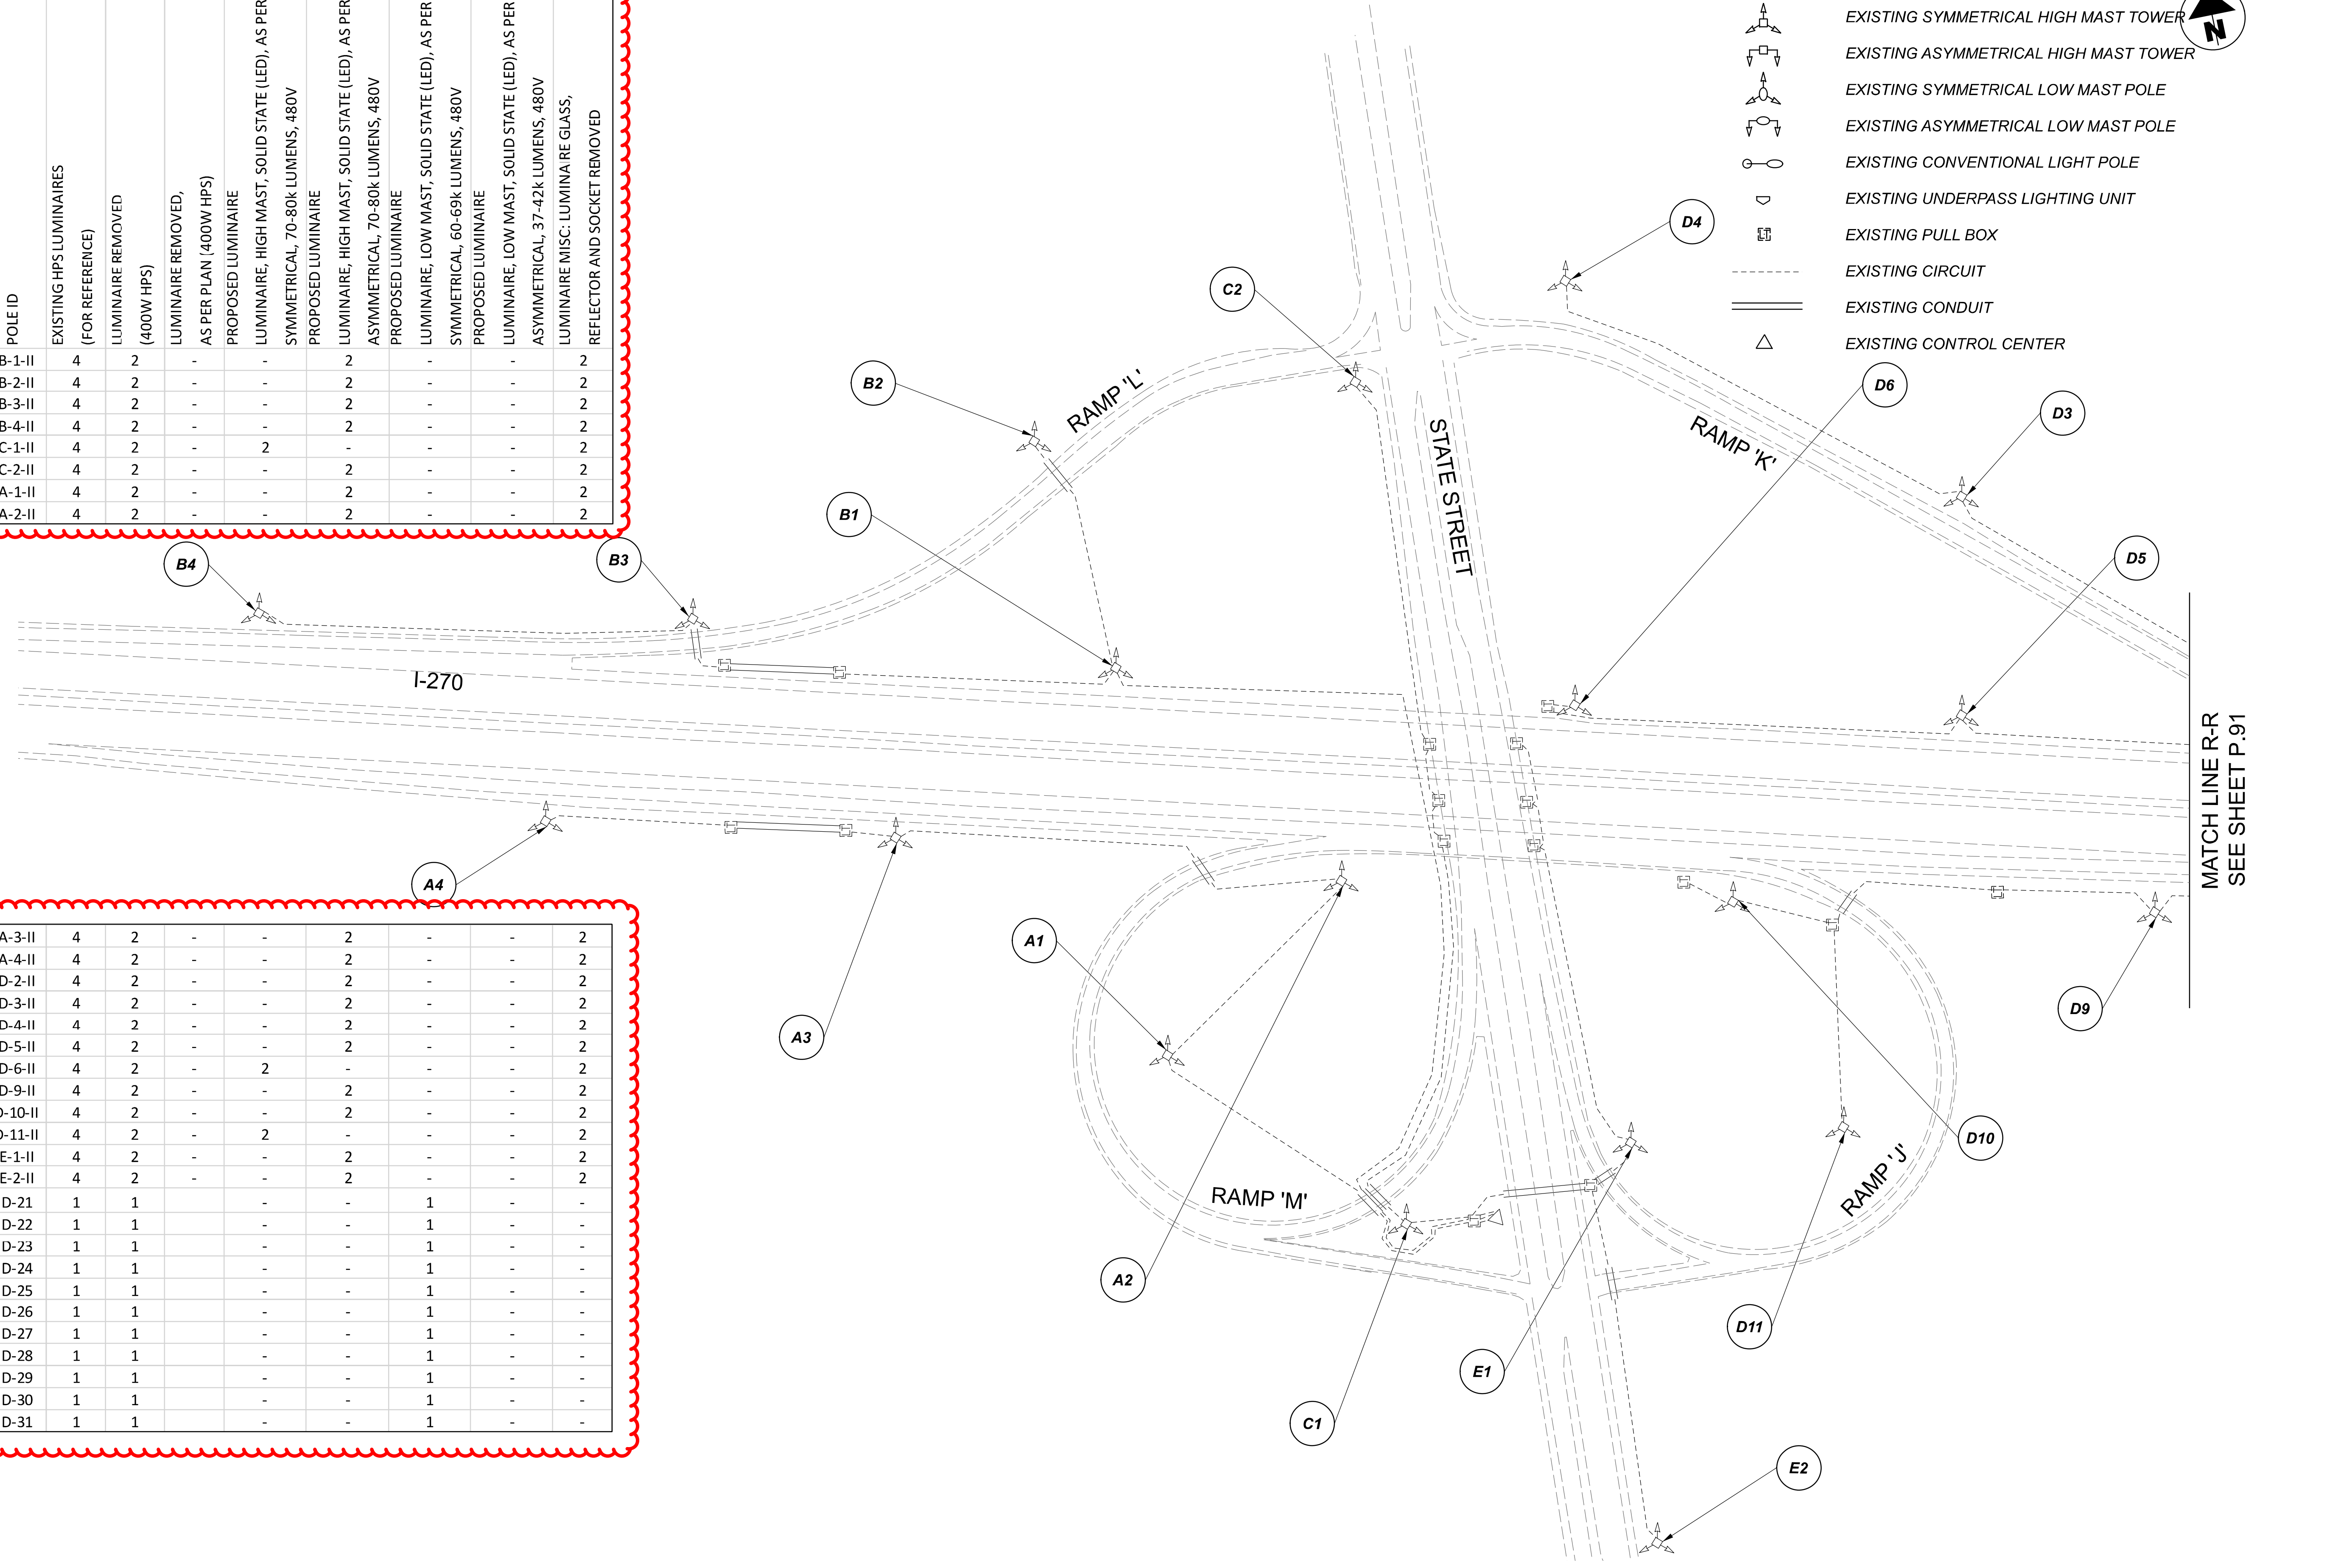 POLE ID
EXISTING HPS LUMINAIRES
(FOR REFERENCE)
LUMINAIRE REMOVED
(400W HPS)
LUMINAIRE REMOVED,
AS PER PLAN (400W HPS)
PROPOSED LUMINAIRE
LUMINAIRE, HIGH MAST, SOLID STATE (LED), AS PER
SYMMETRICAL, 70-80k LUMENS, 480V
PROPOSED LUMINAIRE
LUMINAIRE, HIGH MAST, SOLID STATE (LED), AS PER
ASYMMETRICAL, 70-80k LUMENS, 480V
PROPOSED LUMINAIRE
LUMINAIRE, LOW MAST, SOLID STATE (LED), AS PER
SYMMETRICAL, 60-69k LUMENS, 480V
PROPOSED LUMINAIRE
LUMINAIRE, LOW MAST, SOLID STATE (LED), AS PER
ASYMMETRICAL, 37-42k LUMENS, 480V
LUMINAIRE MISC: LUMINAIRE GLASS,
REFLECTOR AND SOCKET REMOVED
B-1-II 4 2 - - 2 - - 2
B-2-II 4 2 - - 2 - - 2
B-3-II 4 2 - - 2 - - 2
B-4-II 4 2 - - 2 - - 2
C-1-II 4 2 - 2 - - - 2
C-2-II 4 2 - - 2 - - 2
A-1-II 4 2 - - 2 - - 2
A-2-II 4 2 - - 2 - - 2
A-3-II 4 2 - - 2 - - 2
A-4-II 4 2 - - 2 - - 2
D-2-II 4 2 - - 2 - - 2
D-3-II 4 2 - - 2 - - 2
D-4-II 4 2 - - 2 - - 2
D-5-II 4 2 - - 2 - - 2
D-6-II 4 2 - 2 - - - 2
D-9-II 4 2 - - 2 - - 2
D-10-II 4 2 - - 2 - - 2
D-11-II 4 2 - 2 - - - 2
E-1-II 4 2 - - 2 - - 2
E-2-II 4 2 - - 2 - - 2
D-21 1 1 - - 1 - -
D-22 1 1 - - 1 - -
D-23 1 1 - - 1 - -
D-24 1 1 - - 1 - -
D-25 1 1 - - 1 - -
D-26 1 1 - - 1 - -
D-27 1 1 - - 1 - -
D-28 1 1 - - 1 - -
D-29 1 1 - - 1 - -
D-30 1 1 - - 1 - -
D-31 1 1 - - 1 - -
EXISTING SYMMETRICAL HIGH MAST TOWER
EXISTING ASYMMETRICAL HIGH MAST TOWER
EXISTING SYMMETRICAL LOW MAST POLE
EXISTING ASYMMETRICAL LOW MAST POLE
EXISTING CONVENTIONAL LIGHT POLE
EXISTING UNDERPASS LIGHTING UNIT
EXISTING PULL BOX
EXISTING CIRCUIT
EXISTING CONDUIT
EXISTING CONTROL CENTER
N
D4
C2
B2
D6
D3
B1
B4
B3
D5
A4
A1
A3
D9
D10
A2
D11
E1
C1
E2
RAMP 'L'
RAMP 'K'
STATE STREET
I-270
RAMP 'M'
RAMP 'J'
MATCH LINE R-R
SEE SHEET P.91